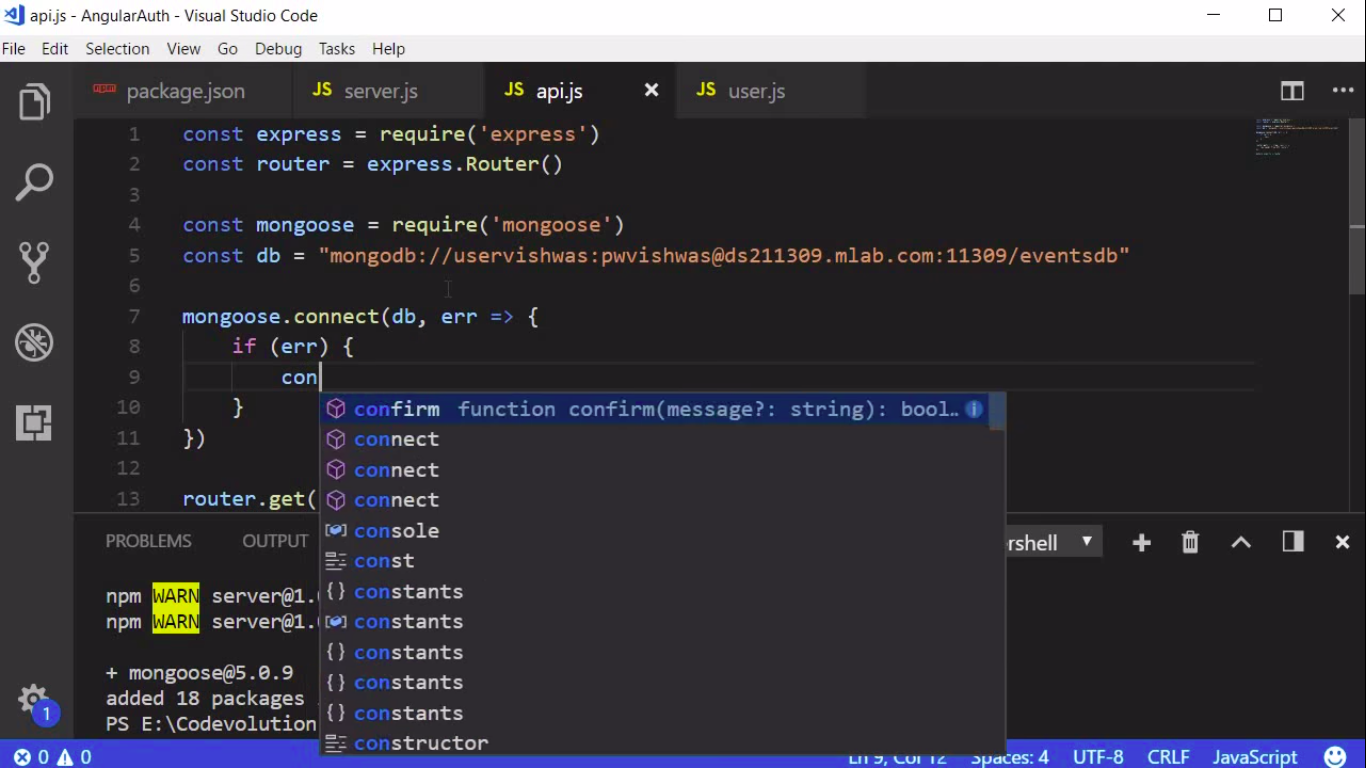 api.js - AngularAuth - Visual Studio Code
File Edit Selection View Go Debug Tasks Help
npm package.json JS server.js JS api.js JS user.js
1 const express = require('express')
2 const router = express.Router()
3
4 const mongoose = require('mongoose')
5 const db = "mongodb://uservishwas:pwvishwas@ds211309.mlab.com:11309/eventsdb"
6
7 mongoose.connect(db, err => {
8 if (err) {
9 con
10 }
11 })
12
13 router.get(
confirm function confirm(message?: string): bool…
connect
connect
connect
console
const
constants
constants
constants
constants
constants
constructor
PROBLEMS OUTPUT rshell
npm WARN server@1.
npm WARN server@1.
+ mongoose@5.0.9
added 18 packages
PS E:\Codevolution
1
0 0 Ln 9, Col 12 Spaces: 4 UTF-8 CRLF JavaScript